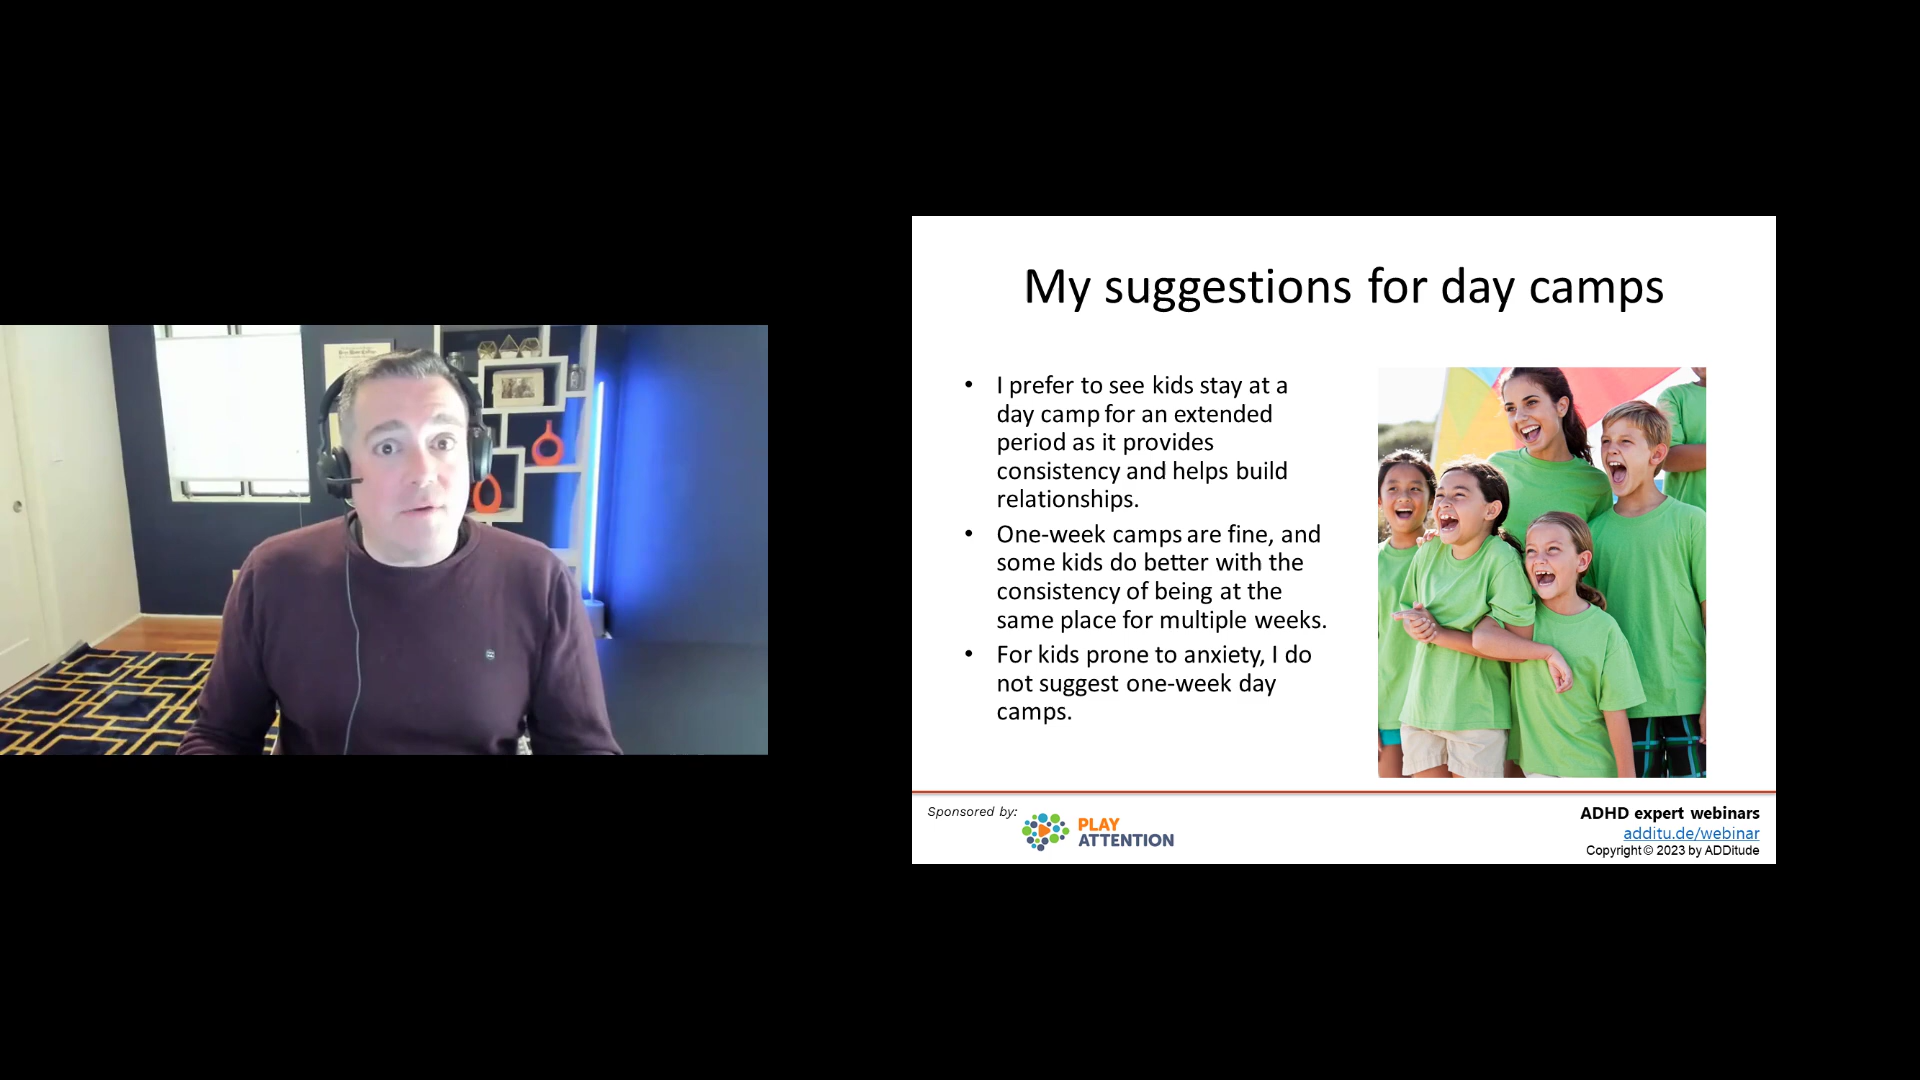 My suggestions for day camps
• I prefer to see kids stay at a
day camp for an extended
period as it provides
consistency and helps build
relationships.
• One-week camps are fine, and
some kids do better with the
consistency of being at the
same place for multiple weeks.
• For kids prone to anxiety, I do
not suggest one-week day
camps.
Sponsored by:
PLAY
ATTENTION
ADHD expert webinars
additu.de/webinar
Copyright © 2023 by ADDitude